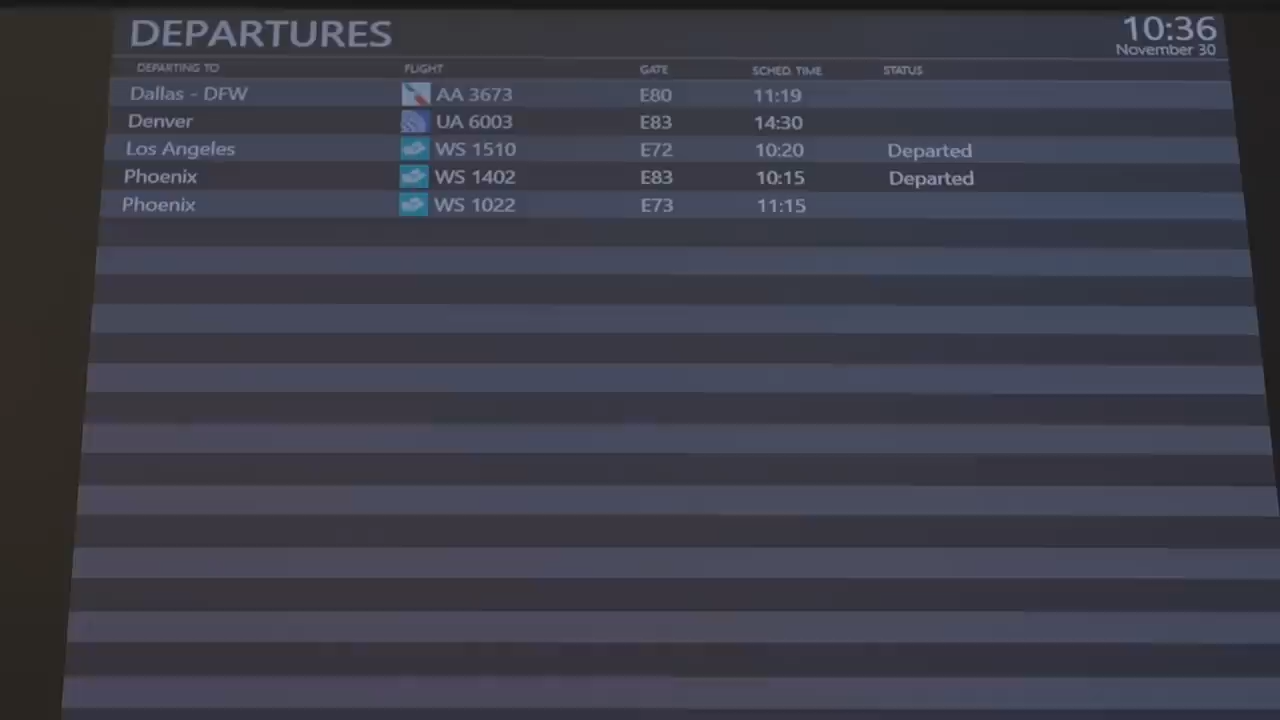 DEPARTURES 10:36
November 30
DEPARTING TO FLIGHT GATE SCHED. TIME STATUS
Dallas - DFW AA 3673 E80 11:19
Denver UA 6003 E83 14:30
Los Angeles WS 1510 E72 10:20 Departed
Phoenix WS 1402 E83 10:15 Departed
Phoenix WS 1022 E73 11:15